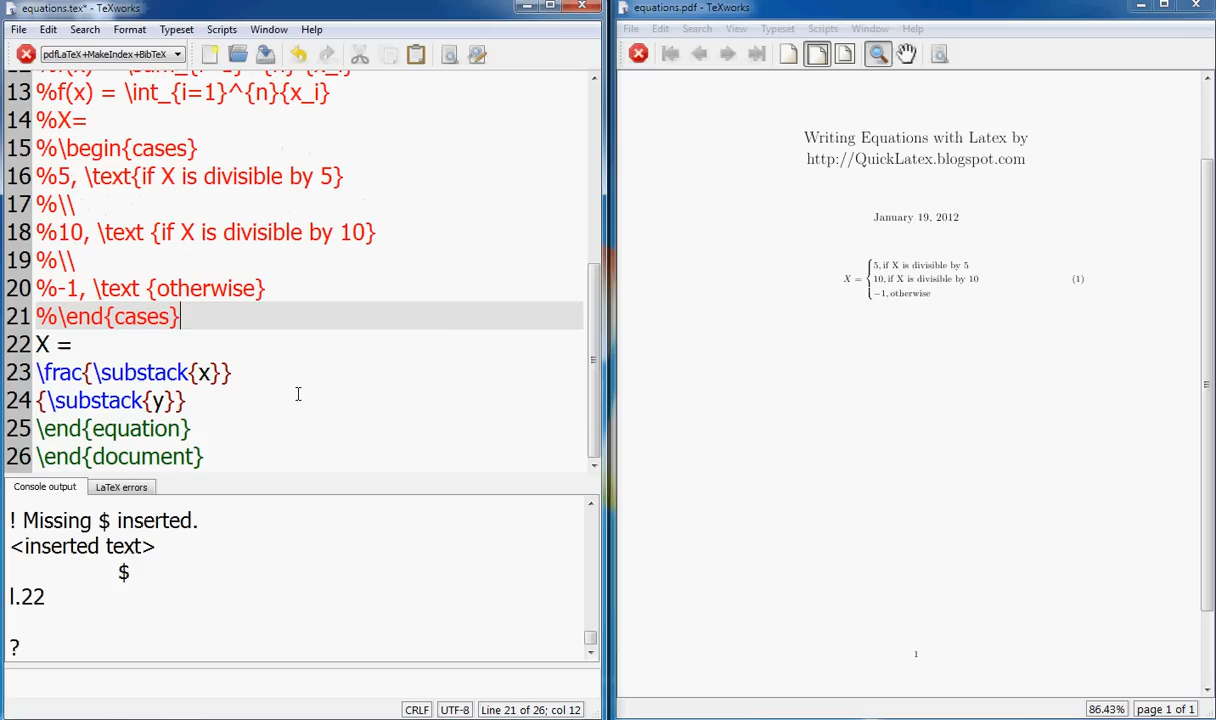 equations.tex* - TeXworks
File Edit Search Format Typeset Scripts Window Help
pdfLaTeX+MakeIndex+BibTeX
13 %f(x) = \int_{i=1}^{n}{x_i}
14 %X=
15 %\begin{cases}
16 %5, \text{if X is divisible by 5}
17 %\\
18 %10, \text {if X is divisible by 10}
19 %\\
20 %-1, \text {otherwise}
21 %\end{cases}
22 X =
23 \frac{\substack{x}}
24 {\substack{y}}
25 \end{equation}
26 \end{document}
Console output LaTeX errors
! Missing $ inserted.
<inserted text>
$
l.22
?
CRLF UTF-8 Line 21 of 26; col 12
equations.pdf - TeXworks
File Edit Search View Typeset Scripts Window Help
Writing Equations with Latex by
http://QuickLatex.blogspot.com
January 19, 2012
5, if X is divisible by 5
X = 10, if X is divisible by 10 (1)
−1, otherwise
1
86.43% page 1 of 1